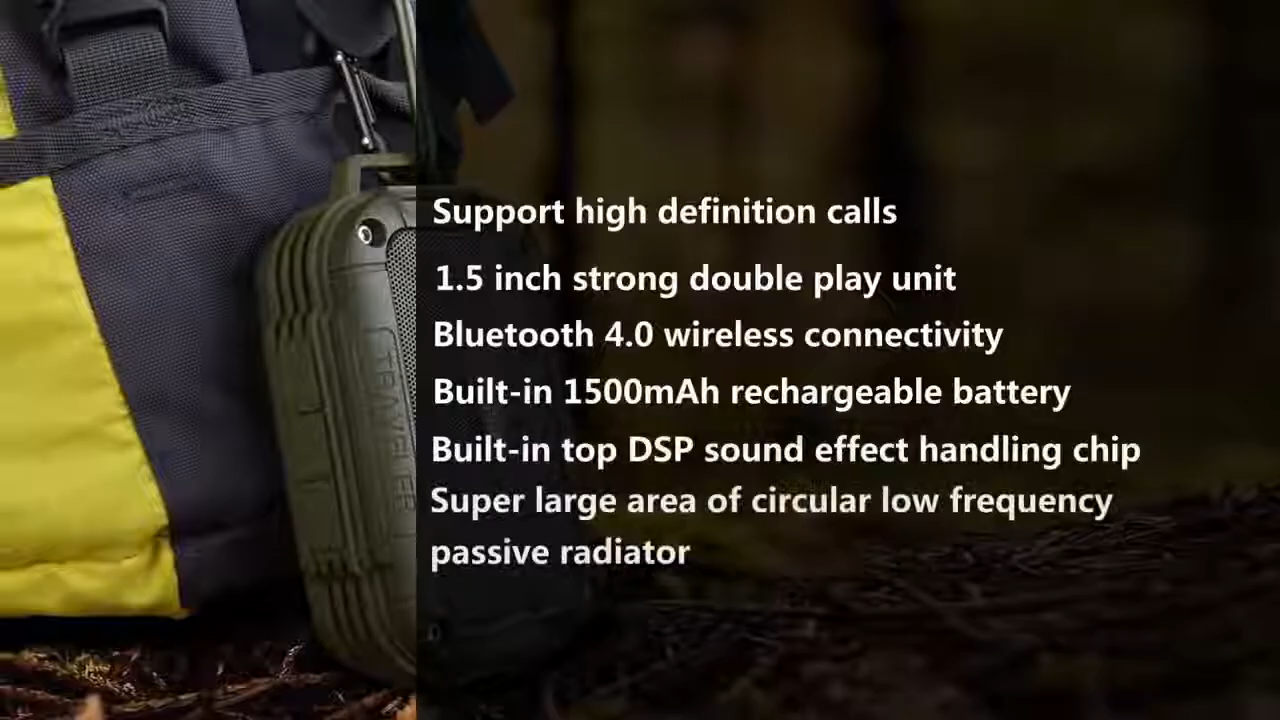 Support high definition calls
1.5 inch strong double play unit
Bluetooth 4.0 wireless connectivity
Built-in 1500mAh rechargeable battery
Built-in top DSP sound effect handling chip
Super large area of circular low frequency
passive radiator
TRAVELER